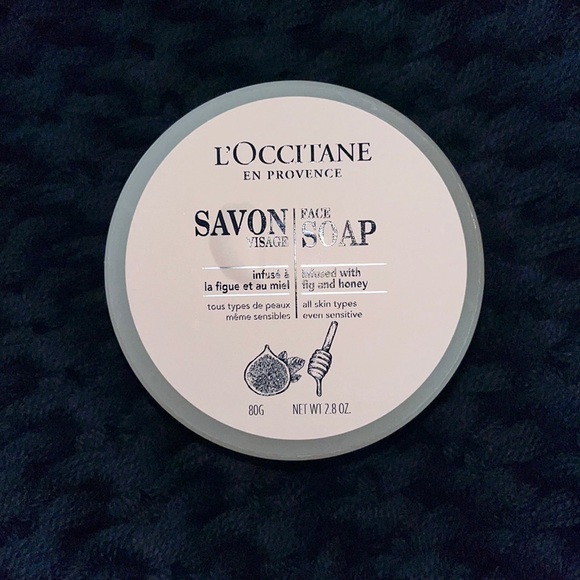 L'OCCITANE
EN PROVENCE
SAVON
VISAGE
FACE
SOAP
infusé à
la figue et au miel
infused with
fig and honey
tous types de peaux
même sensibles
all skin types
even sensitive
80G NET WT 2.8 OZ.